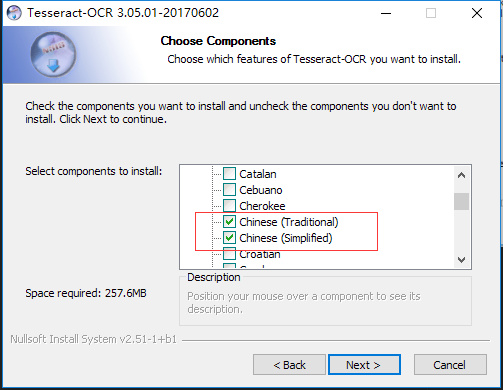 Tesseract-OCR 3.05.01-20170602
Choose Components
Choose which features of Tesseract-OCR you want to install.
Check the components you want to install and uncheck the components you don't want to
install. Click Next to continue.
Select components to install:
Catalan
Cebuano
Cherokee
Chinese (Traditional)
Chinese (Simplified)
Croatian
Space required: 257.6MB
Description
Position your mouse over a component to see its
description.
Nullsoft Install System v2.51-1+b1
< Back
Next >
Cancel